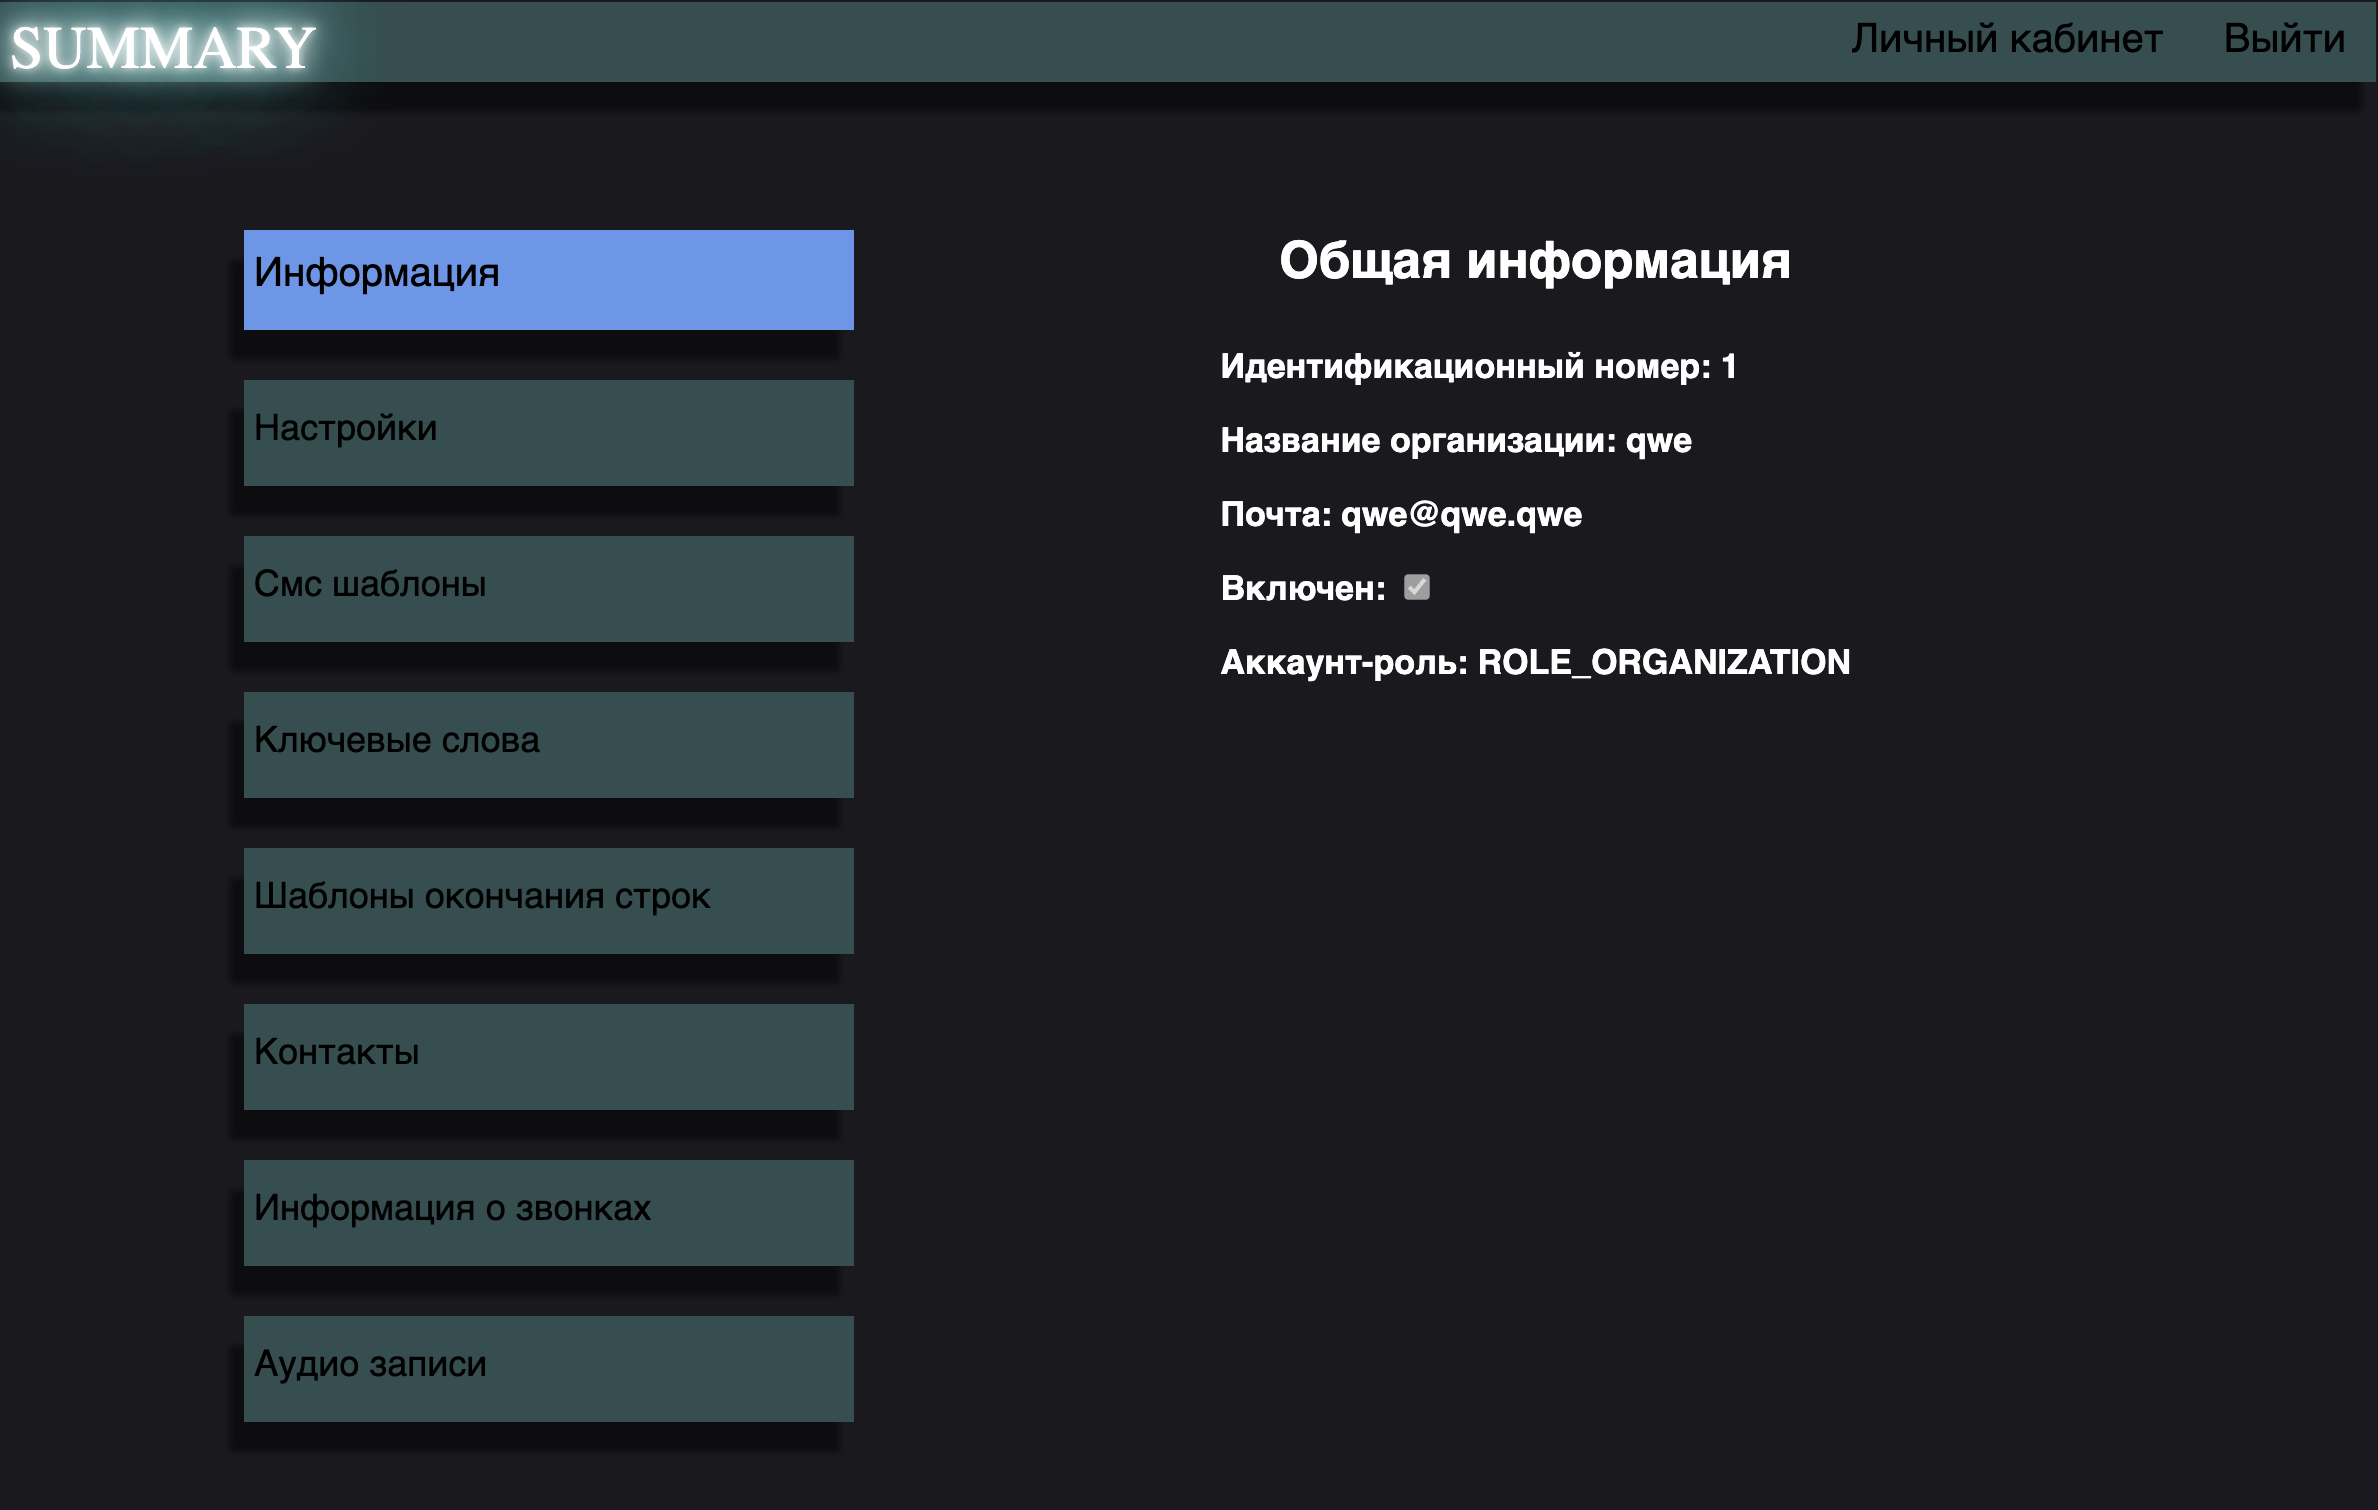 SUMMARY
Личный кабинет
Выйти
Информация
Настройки
Смс шаблоны
Ключевые слова
Шаблоны окончания строк
Контакты
Информация о звонках
Аудио записи
Общая информация
Идентификационный номер: 1
Название организации: qwe
Почта: qwe@qwe.qwe
Включен:
Аккаунт-роль: ROLE_ORGANIZATION